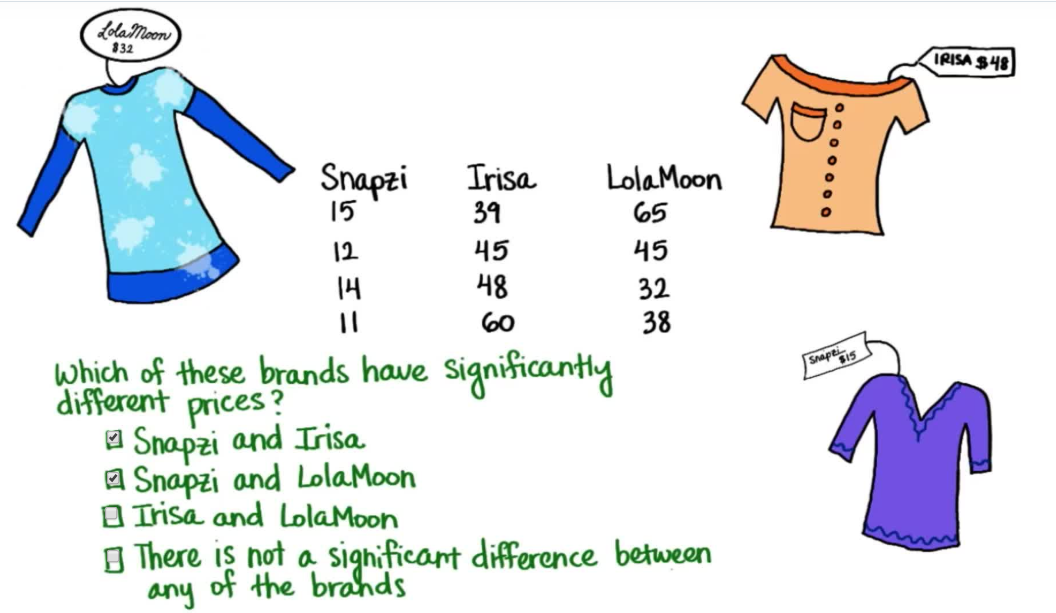 LolaMoon
$32
IRISA $48
Snapzi Irisa LolaMoon
15 39 65
12 45 45
14 48 32
11 60 38
Snapzi
$15
Which of these brands have significantly
different prices?
Snapzi and Irisa
Snapzi and LolaMoon
Irisa and LolaMoon
There is not a significant difference between
any of the brands